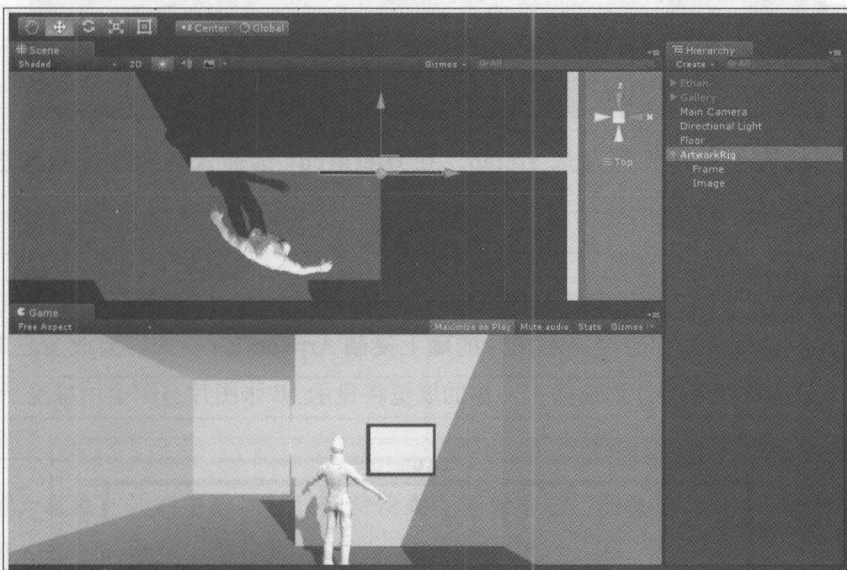 Center Global
Scene
Shaded 2D Gizmos All
z
x
Top
Game
Free Aspect Maximize on Play Mute audio Stats Gizmos
Hierarchy
Create All
Ethan
Gallery
Main Camera
Directional Light
Floor
ArtworkRig
Frame
Image